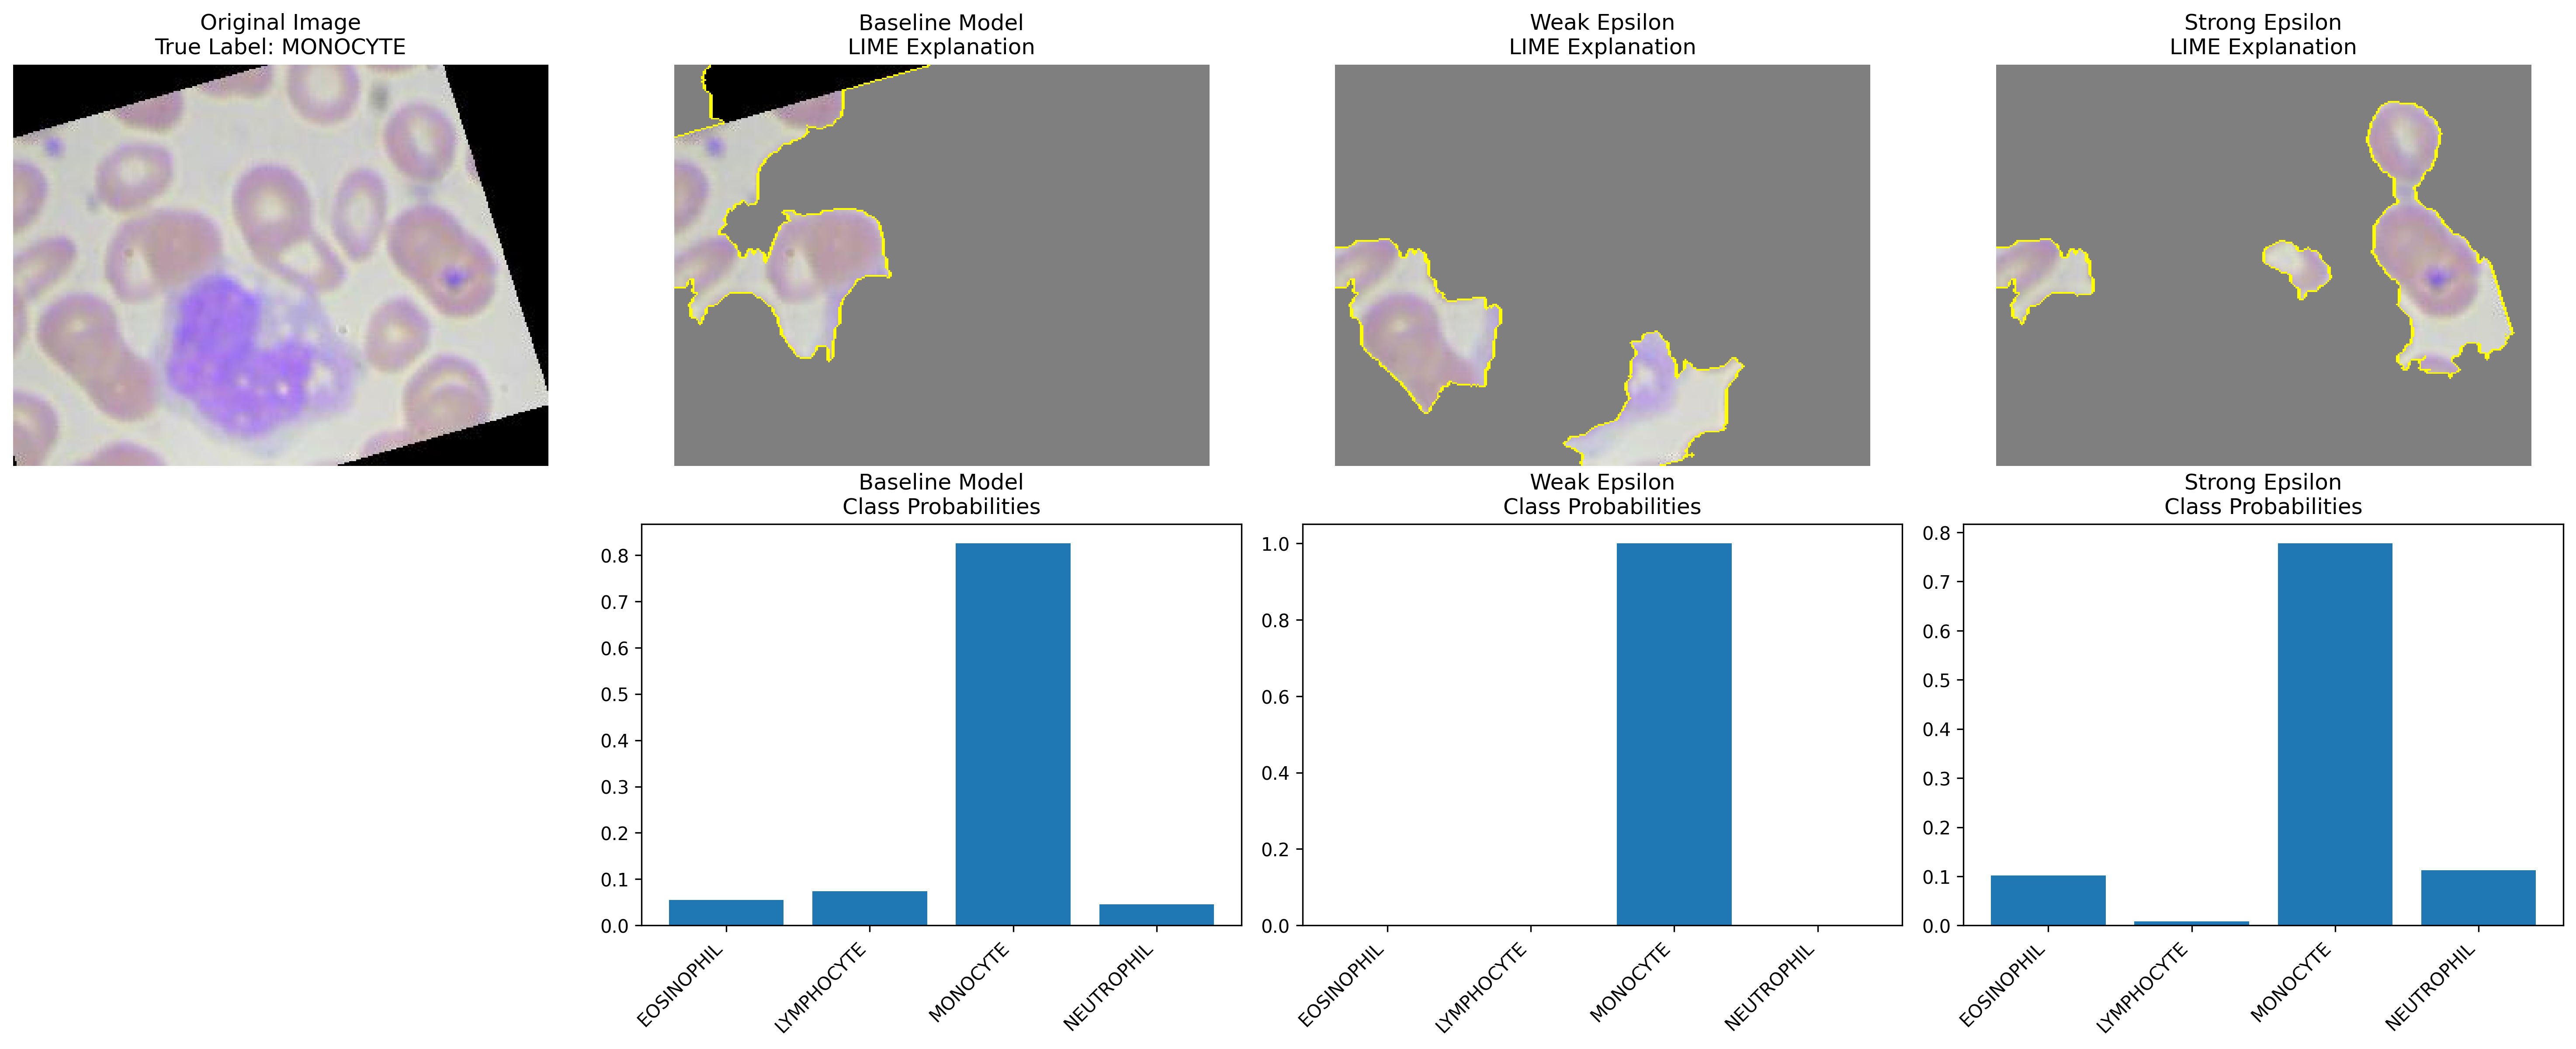 Original Image
True Label: MONOCYTE
Baseline Model
LIME Explanation
Weak Epsilon
LIME Explanation
Strong Epsilon
LIME Explanation
Baseline Model
Class Probabilities
0.8
0.7
0.6
0.5
0.4
0.3
0.2
0.1
0.0
EOSINOPHIL
LYMPHOCYTE
MONOCYTE
NEUTROPHIL
Weak Epsilon
Class Probabilities
1.0
0.8
0.6
0.4
0.2
0.0
EOSINOPHIL
LYMPHOCYTE
MONOCYTE
NEUTROPHIL
Strong Epsilon
Class Probabilities
0.8
0.7
0.6
0.5
0.4
0.3
0.2
0.1
0.0
EOSINOPHIL
LYMPHOCYTE
MONOCYTE
NEUTROPHIL